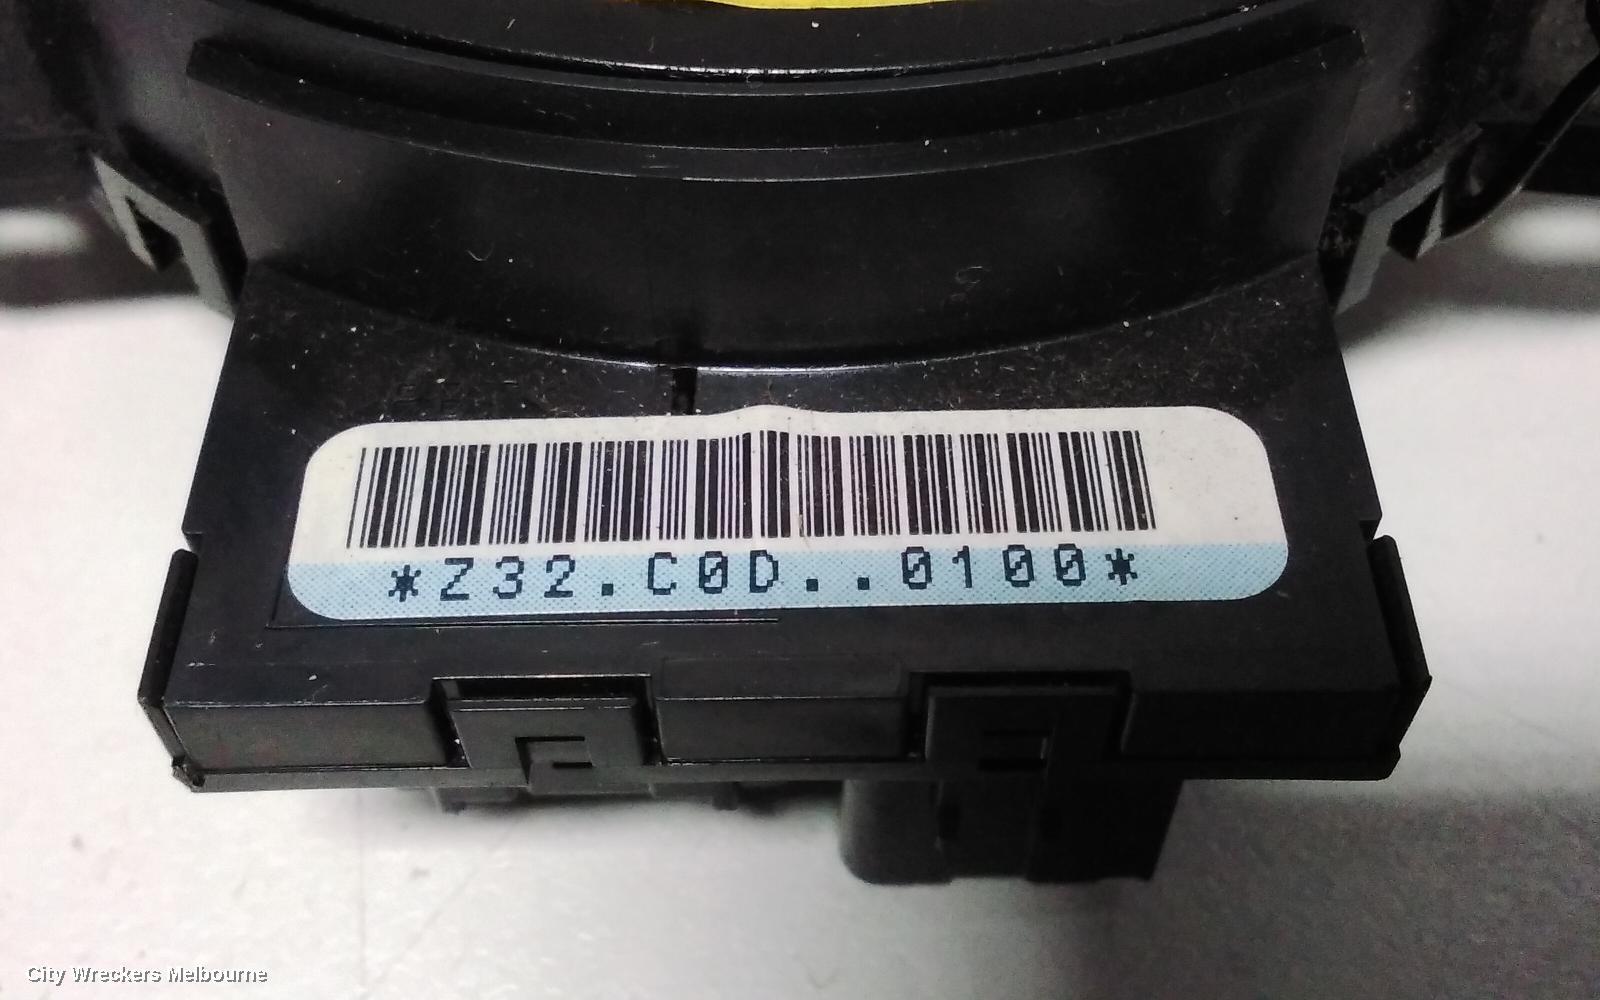 *Z32.C0D..0100*
City Wreckers Melbourne